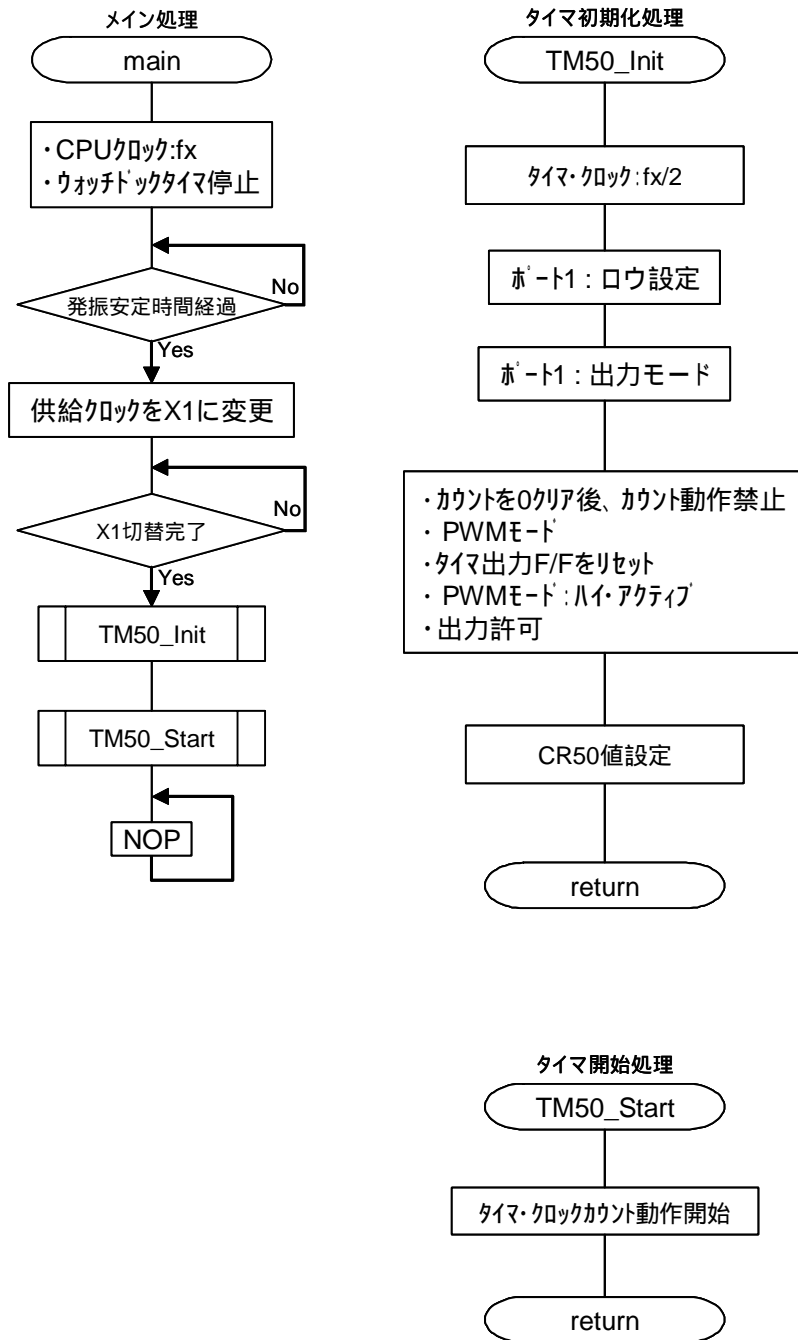 メイン処理
main
・CPUｸﾛｯｸ:fx
・ｳｫｯﾁﾄﾞｯｸﾀｲﾏ停止
No
発振安定時間経過
Yes
供給ｸﾛｯｸをX1に変更
No
X1切替完了
Yes
TM50_Init
TM50_Start
NOP
タイマ初期化処理
TM50_Init
ﾀｲﾏ･ｸﾛｯｸ:fx/2
ﾎﾟｰﾄ1：ロウ設定
ﾎﾟｰﾄ1：出力モード
・ｶｳﾝﾄを0ｸﾘｱ後、ｶｳﾝﾄ動作禁止
・PWMﾓｰﾄﾞ
・ﾀｲﾏ出力F/Fをﾘｾｯﾄ
・PWMﾓｰﾄﾞ:ﾊｲ･ｱｸﾃｨﾌﾞ
・出力許可
CR50値設定
return
タイマ開始処理
TM50_Start
ﾀｲﾏ･ｸﾛｯｸｶｳﾝﾄ動作開始
return